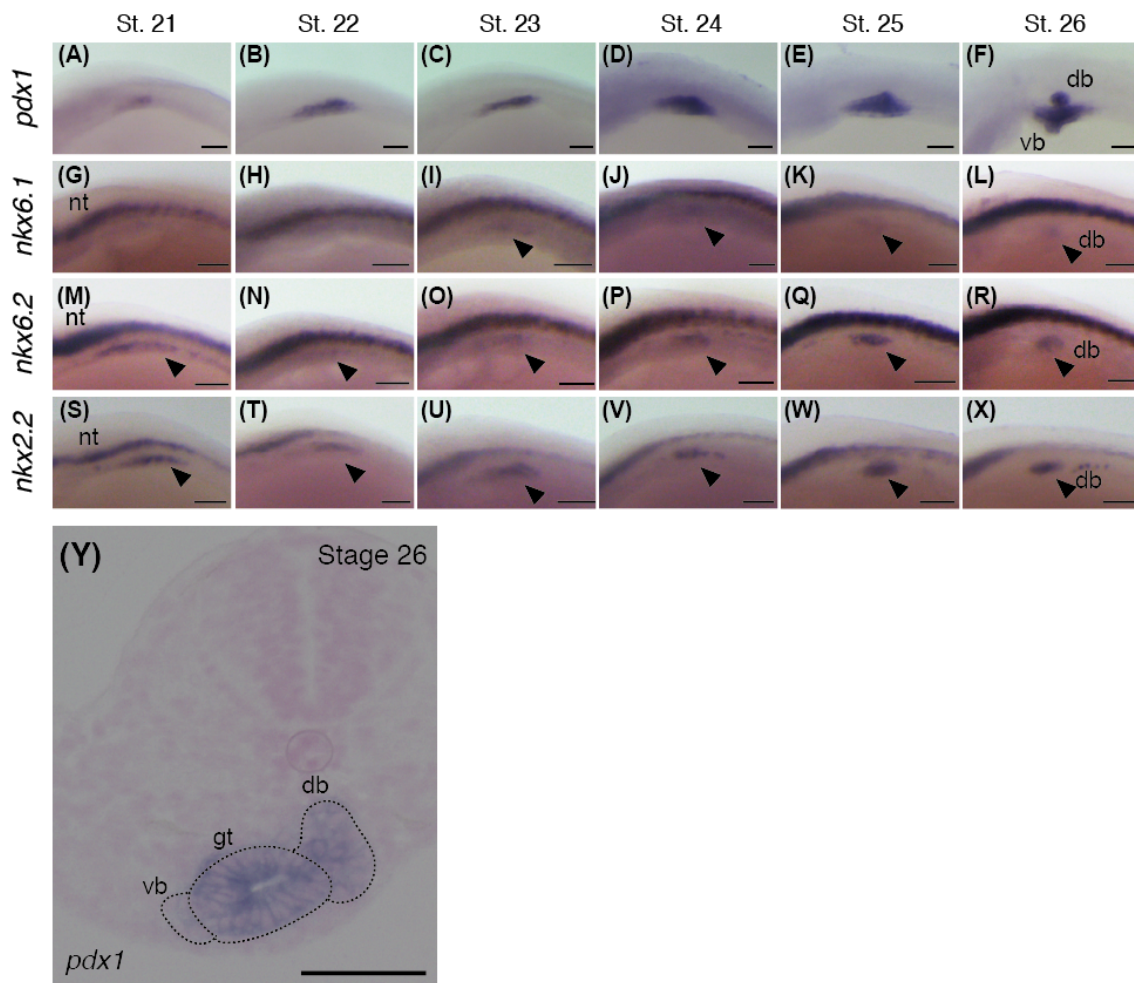 St. 21 St. 22 St. 23 St. 24 St. 25 St. 26
pdx1 (A) (B) (C) (D) (E) (F) db
vb
nkx6.1 (G) nt (H) (I) (J) (K) (L) db
nkx6.2 (M) nt (N) (O) (P) (Q) (R) db
nkx2.2 (S) nt (T) (U) (V) (W) (X) db
(Y) Stage 26
db
gt
vb
pdx1